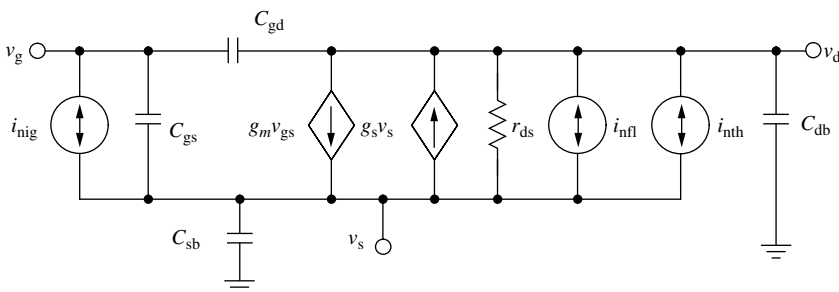 C_gd
v_g
v_d
i_nig
C_gs
g_m v_gs
g_s v_s
r_ds
i_nfl
i_nth
C_db
C_sb
v_s